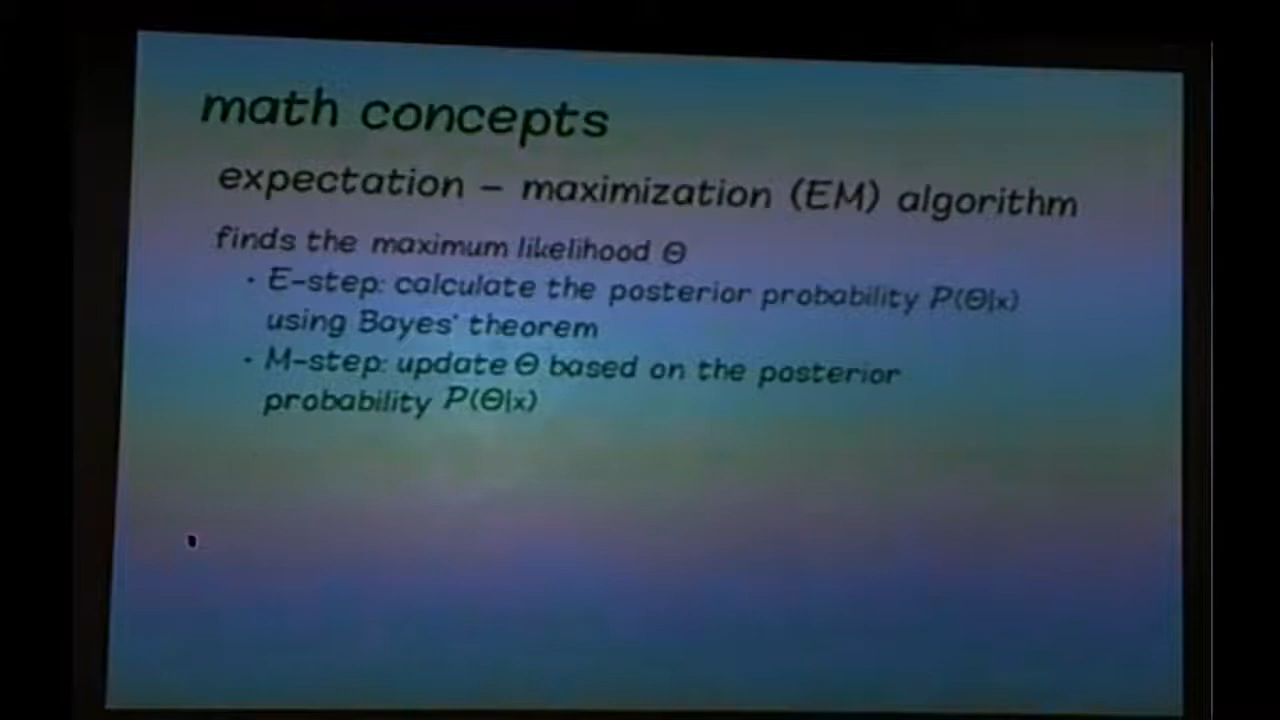 math concepts
expectation – maximization (EM) algorithm
finds the maximum likelihood Θ
· E-step: calculate the posterior probability P(Θ|x)
using Bayes' theorem
· M-step: update Θ based on the posterior
probability P(Θ|x)